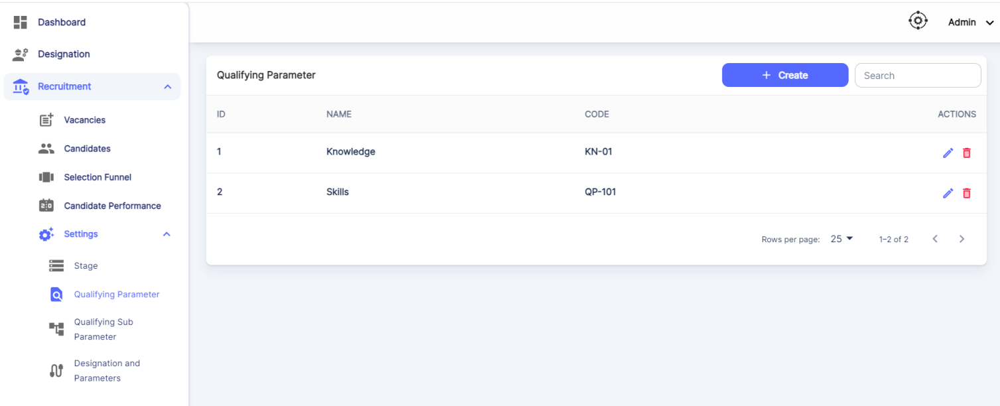 Dashboard
Designation
Recruitment
Vacancies
Candidates
Selection Funnel
2:0
Candidate Performance
Settings
Stage
Qualifying Parameter
Qualifying Sub
Parameter
Designation and
Parameters
Admin
Qualifying Parameter
+ Create
Search
ID NAME CODE ACTIONS
1 Knowledge KN-01
2 Skills QP-101
Rows per page: 25 1–2 of 2